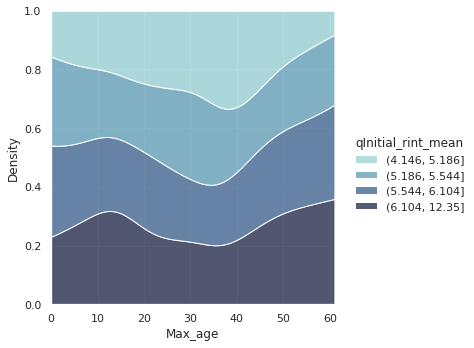 1.0
0.8
0.6
0.4
0.2
0.0
Density
0 10 20 30 40 50 60
Max_age
qInitial_rint_mean
(4.146, 5.186]
(5.186, 5.544]
(5.544, 6.104]
(6.104, 12.35]